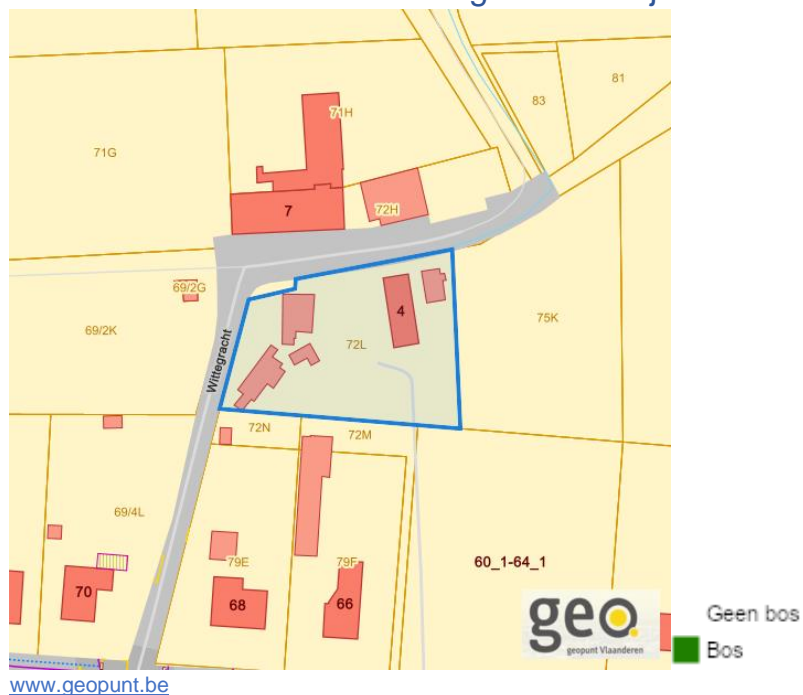 81
83
71H
71G
7
72H
69/2G
4
75K
69/2K
72L
Wittegracht
72N
72M
69/4L
79E
79F
60_1-64_1
70
68
66
geo
geopunt Vlaanderen
Geen bos
Bos
www.geopunt.be